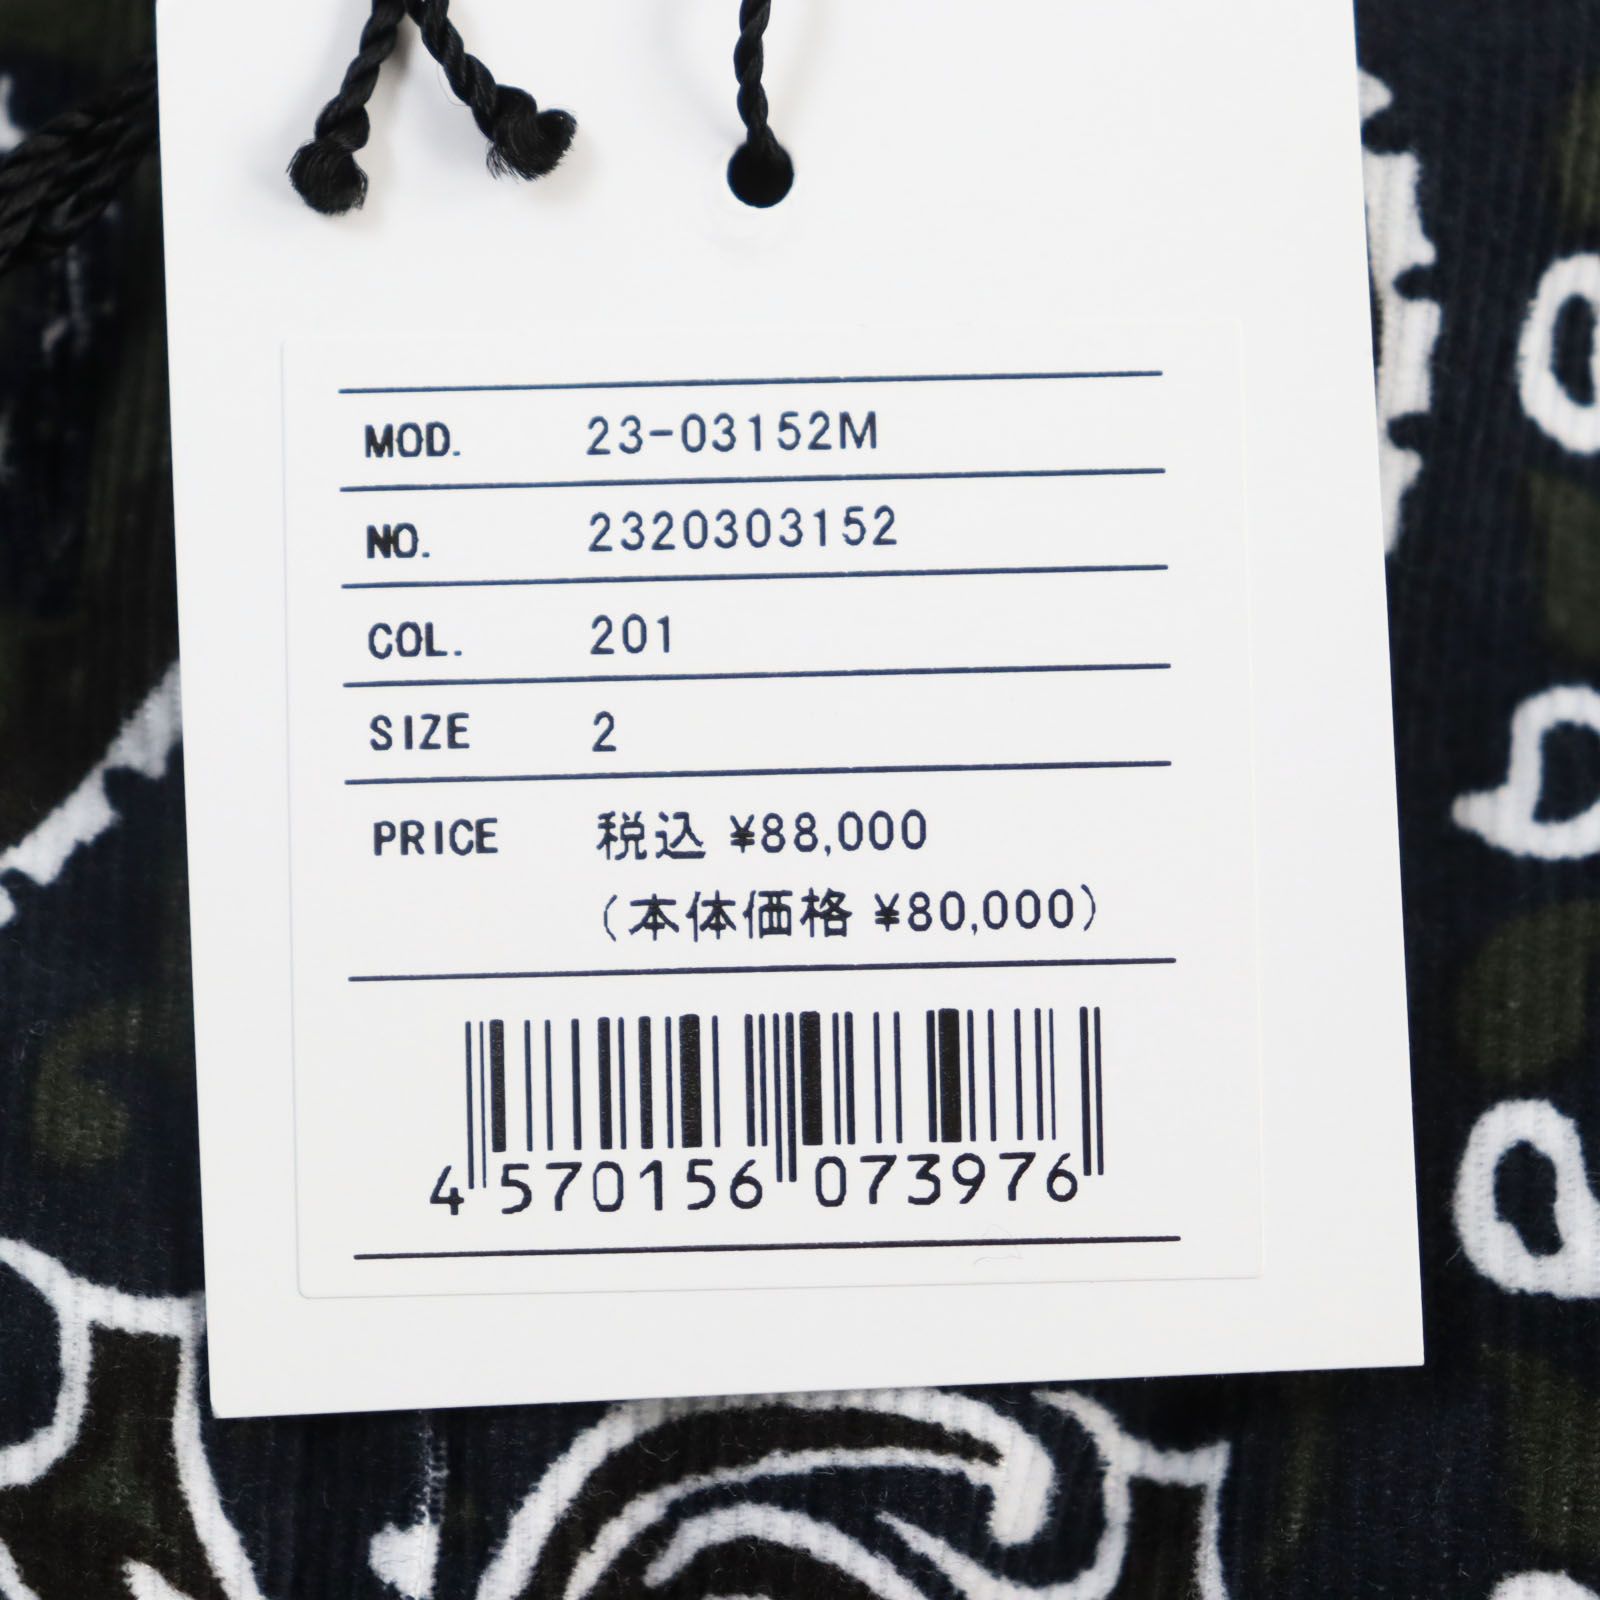 MOD. 23-03152M
NO. 2320303152
COL. 201
SIZE 2
PRICE 税込 ¥88,000
(本体価格 ¥80,000)
4 570156 073976